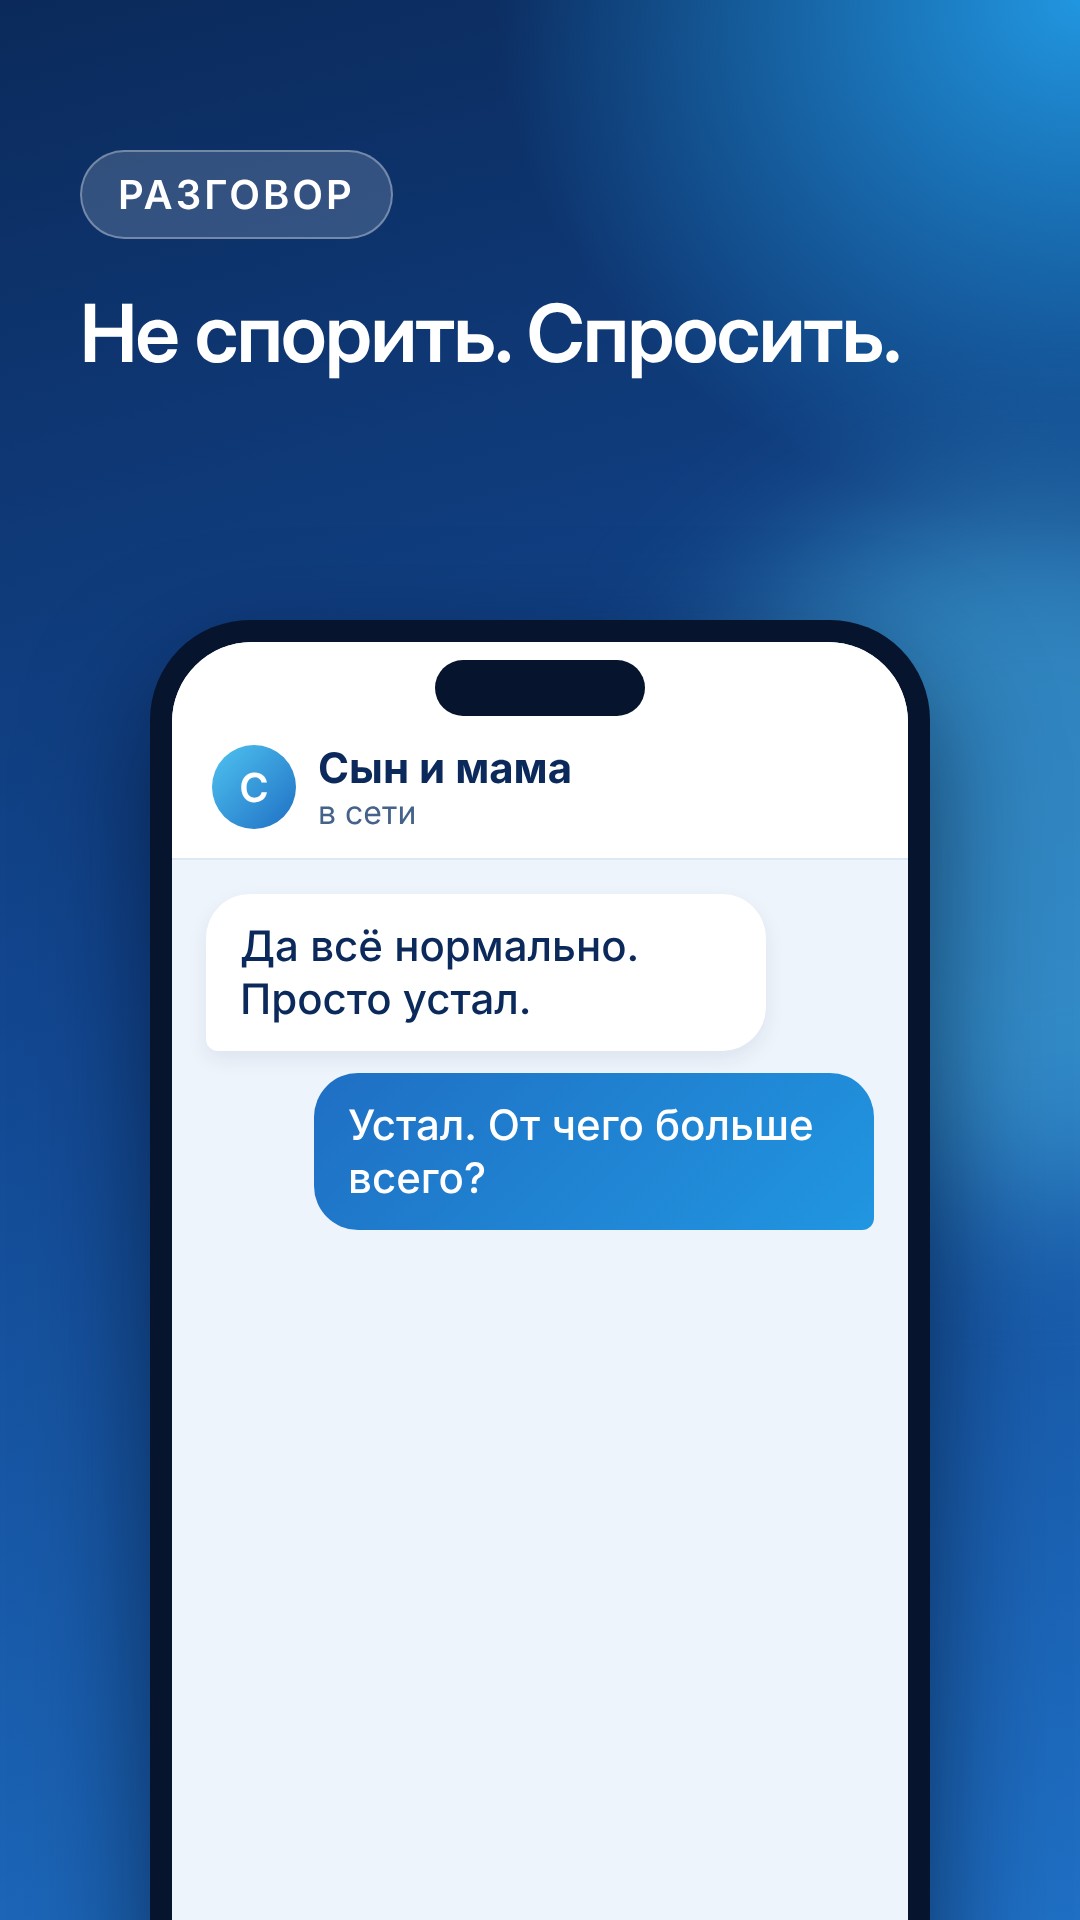 РАЗГОВОР
Не спорить. Спросить.
С
Сын и мама
в сети
Да всё нормально.
Просто устал.
Устал. От чего больше
всего?